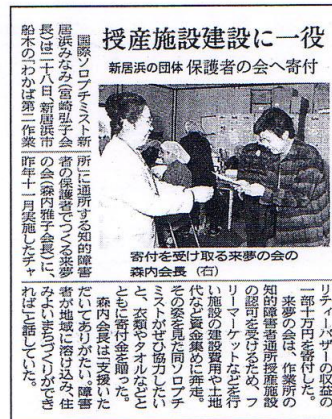 授産施設建設に一役
新居浜の団体 保護者の会へ寄付
国際ソロプチミスト新
居浜みなみ(宮崎弘子会
長)は二十八日、新居浜市
船木の「わかば第二作業
所」に通所する知的障害
者の保護者でつくる来夢
の会(森内雅子会長)に、
昨年十一月実施したチャ
寄付を受け取る来夢の会の
森内会長(右)
リティーバザーの収益の
一部十万円を寄付した。
来夢の会は、作業所の
知的障害者通所授産施設
の認可を受けるため、フ
リーマーケットなどを行
い施設の建設費用や土地
代など資金集めに奔走。
その姿を見た同ソロプチ
ミストがぜひ協力したい
と、衣類やタオルなどと
ともに寄付金を贈った。
森内会長は「支援いた
だいてありがたい。障害
者が地域に溶け込み、住
みよいまちづくりができ
れば」と話していた。